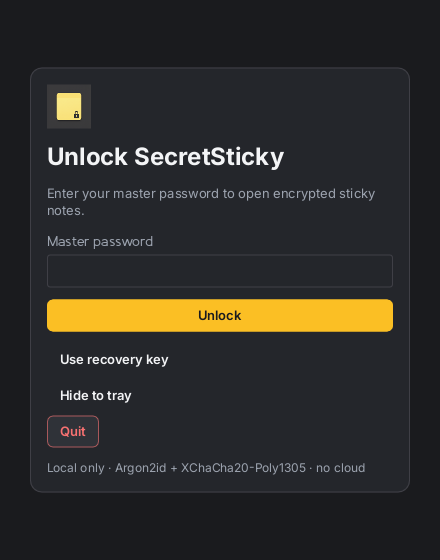 Unlock SecretSticky
Enter your master password to open encrypted sticky
notes.
Master password
Unlock
Use recovery key
Hide to tray
Quit
Local only · Argon2id + XChaCha20-Poly1305 · no cloud